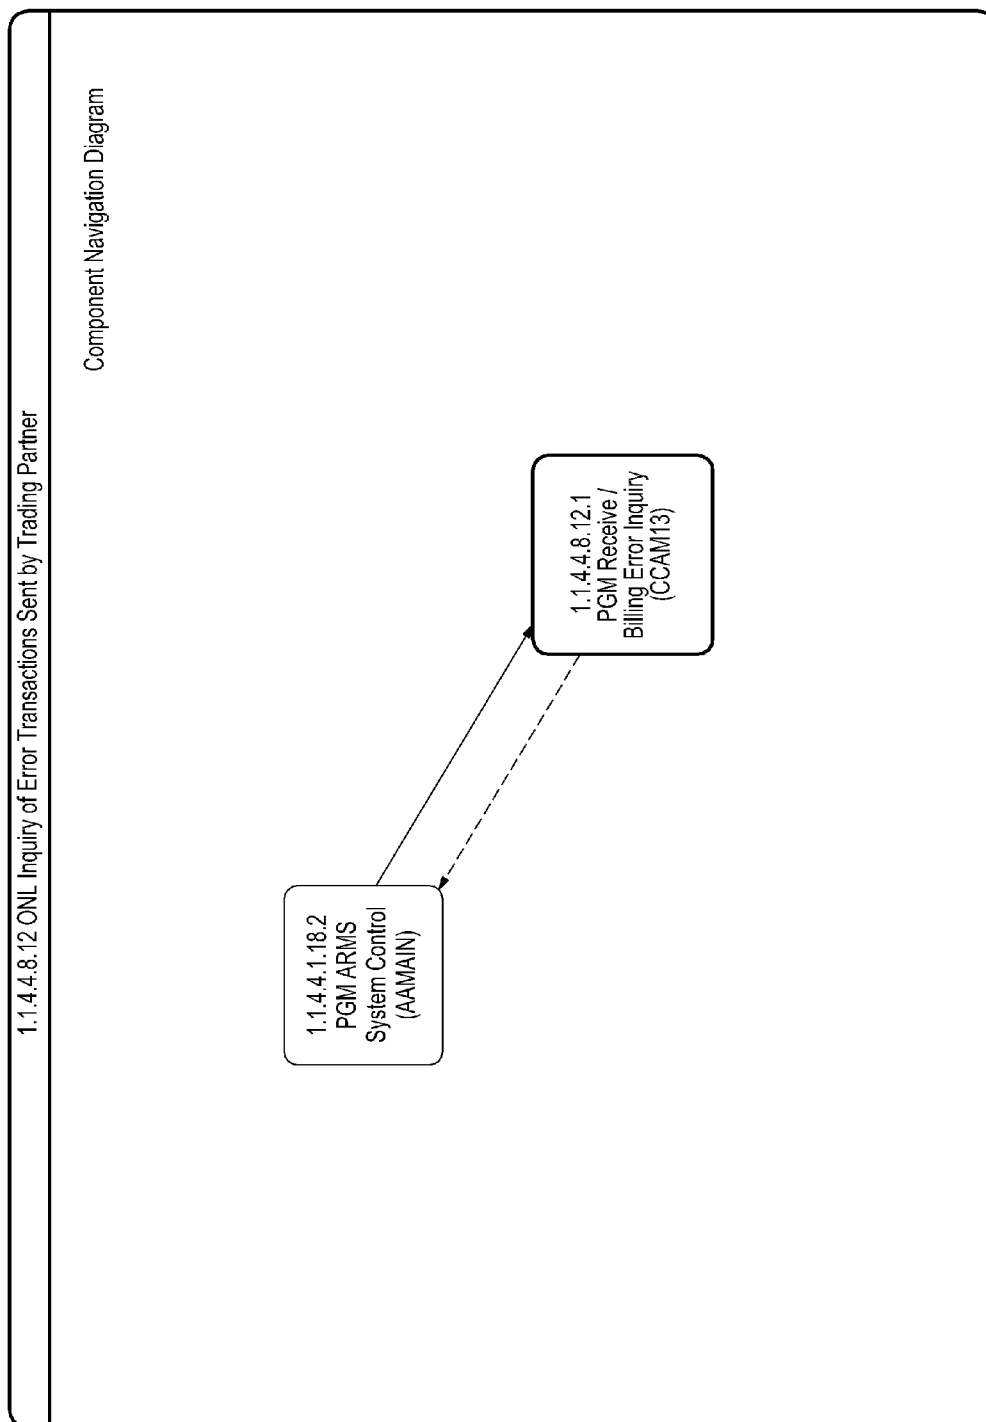 1.1.4.4.8.12 ONL Inquiry of Error Transactions Sent by Trading Partner
Component Navigation Diagram
1.1.4.4.1.18.2
PGM ARMS
System Control
(AAMAIN)
1.1.4.4.8.12.1
PGM Receive /
Billing Error Inquiry
(CCAM13)